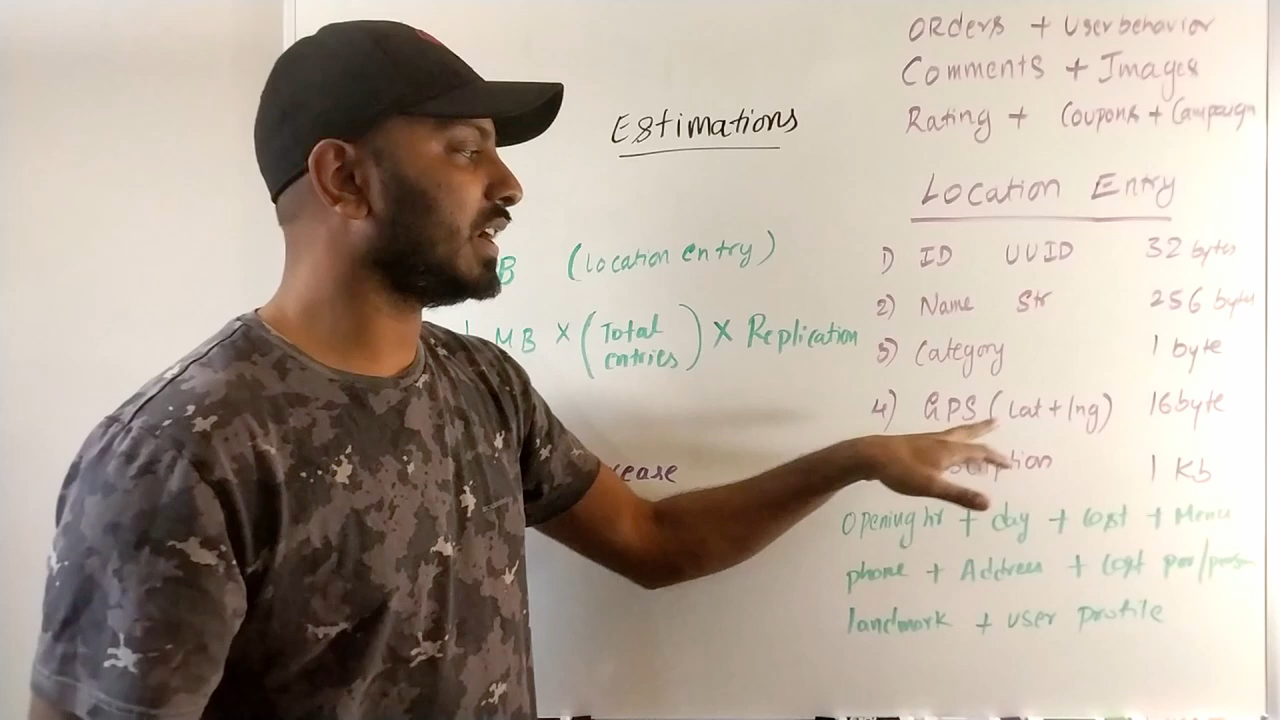 Orders + User behavior
Comments + Images
Rating + Coupons + Campaign
Estimations
Location Entry
B (location entry)
1) ID UUID 32 bytes
2) Name Str 256 bytes
MB × (Total entries) × Replication
3) Category 1 byte
4) GPS (Lat + lng) 16 byte
1 Kb
Opening hr + day + cost + Menu
phone + Address + cost per/person
landmark + user profile